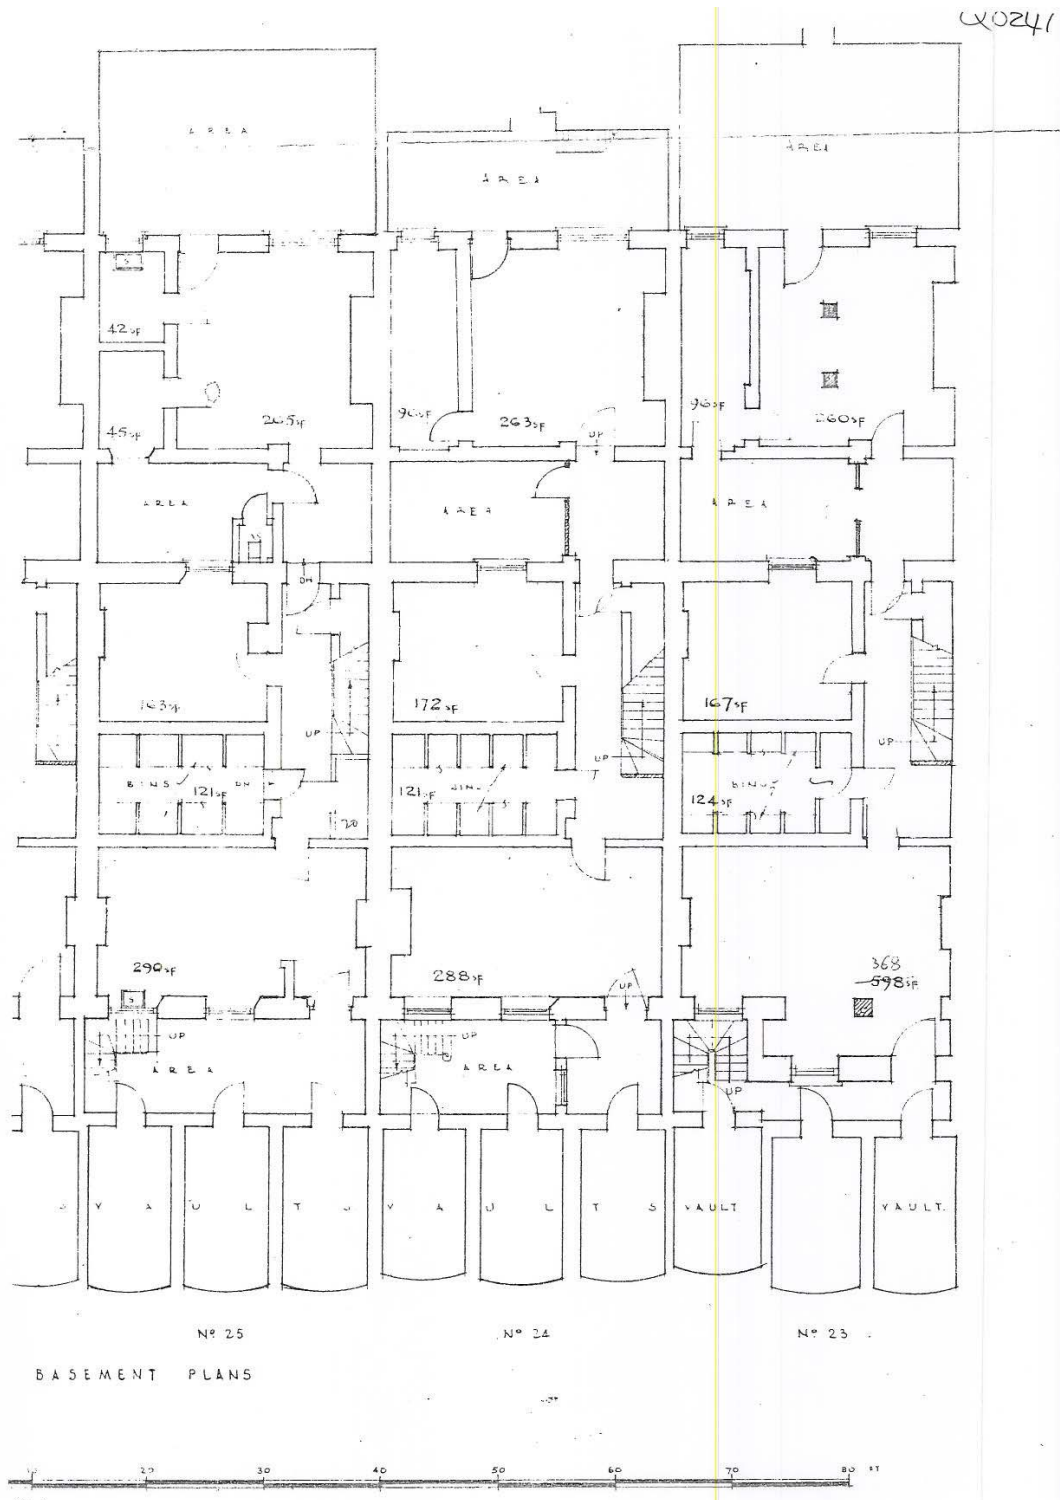 Q0241
AREA
AREA
AREA
S
42SF
45SF
265SF
96SF
263SF
UP
96SF
260SF
AREA
AREA
AREA
DN
163SF
172SF
167SF
UP
UP
UP
BINS
121SF
DN
121SF
BINS
124SF
290SF
288SF
UP
368
598SF
S
UP
AREA
UP
AREA
UP
S
VAULTS
VAULTS
VAULT
VAULT.
Nº 25
Nº 24
Nº 23
BASEMENT PLANS
10 20 30 40 50 60 70 80 FT